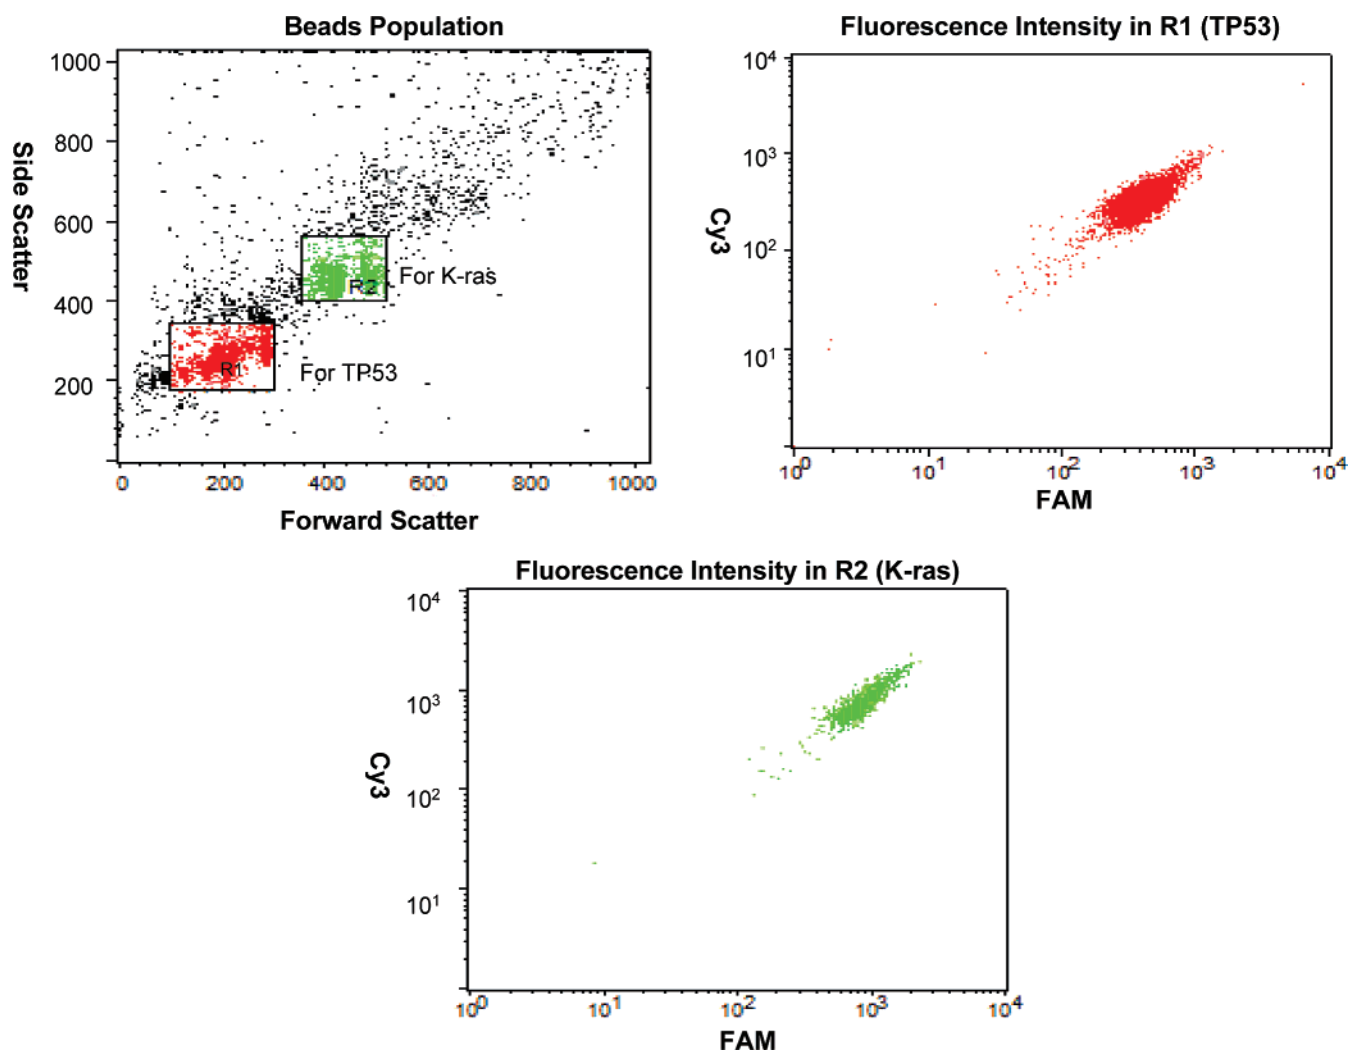 Beads Population
Side Scatter
1000
800
600
400
200
R2
For K-ras
R1
For TP53
0 200 400 600 800 1000
Forward Scatter
Fluorescence Intensity in R1 (TP53)
Cy3
10⁴
10³
10²
10¹
10⁰ 10¹ 10² 10³ 10⁴
FAM
Fluorescence Intensity in R2 (K-ras)
Cy3
10⁴
10³
10²
10¹
10⁰ 10¹ 10² 10³ 10⁴
FAM